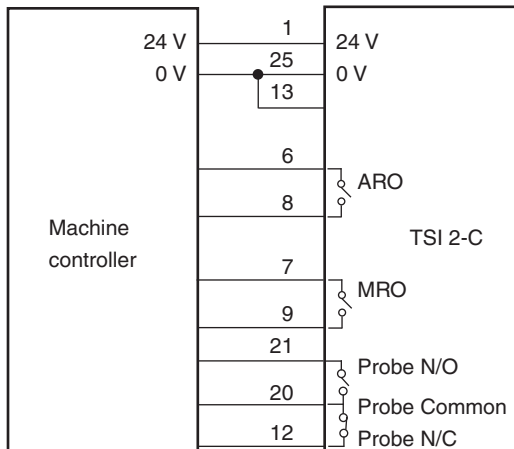 24 V 1 24 V
0 V 25 0 V
13
6
ARO
8
Machine
controller
TSI 2-C
7
MRO
9
21
Probe N/O
20
Probe Common
12
Probe N/C